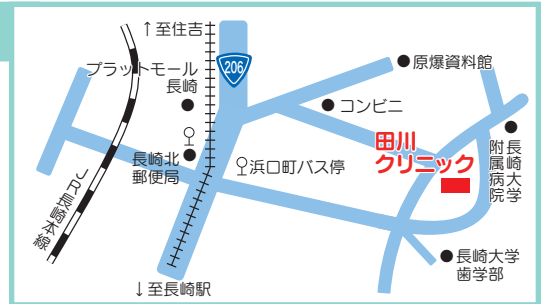 ↑至住吉
206
プラットモール
長崎
原爆資料館
コンビニ
田川
クリニック
長崎大学
附属病院
長崎北
郵便局
浜口町バス停
JR長崎本線
長崎大学
歯学部
↓至長崎駅